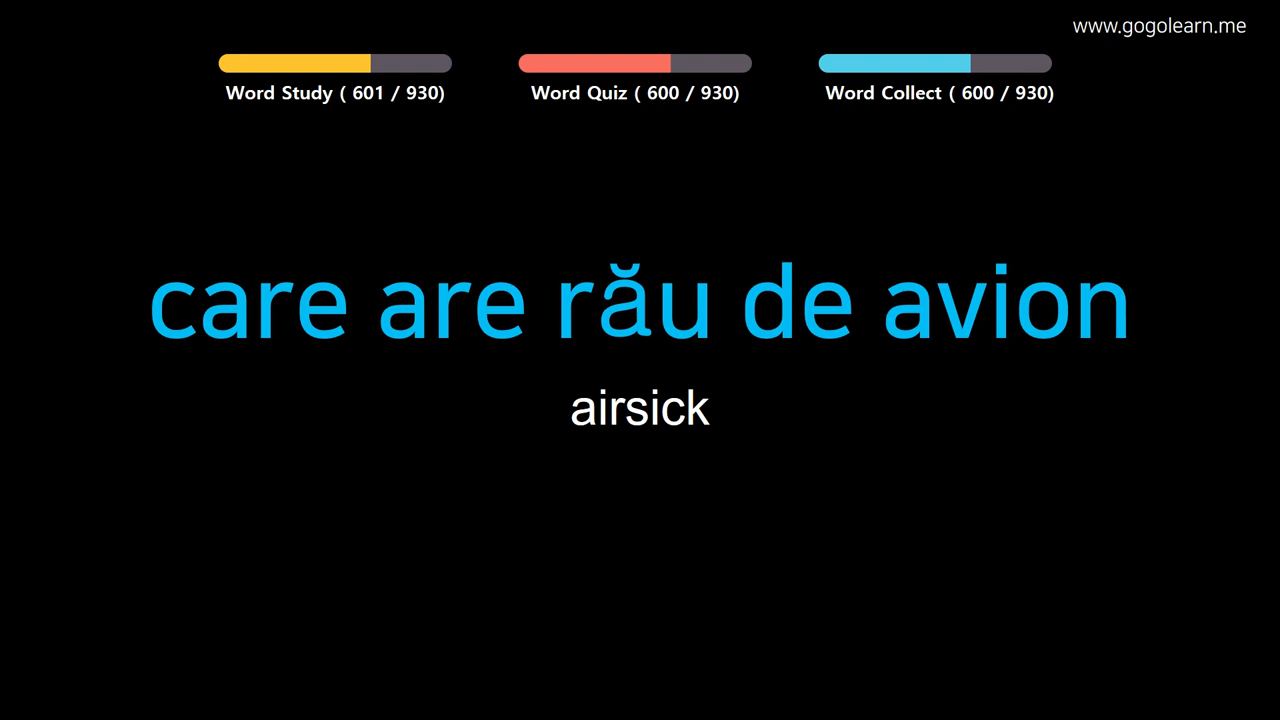 www.gogolearn.me
Word Study ( 601 / 930)
Word Quiz ( 600 / 930)
Word Collect ( 600 / 930)
care are rău de avion
airsick